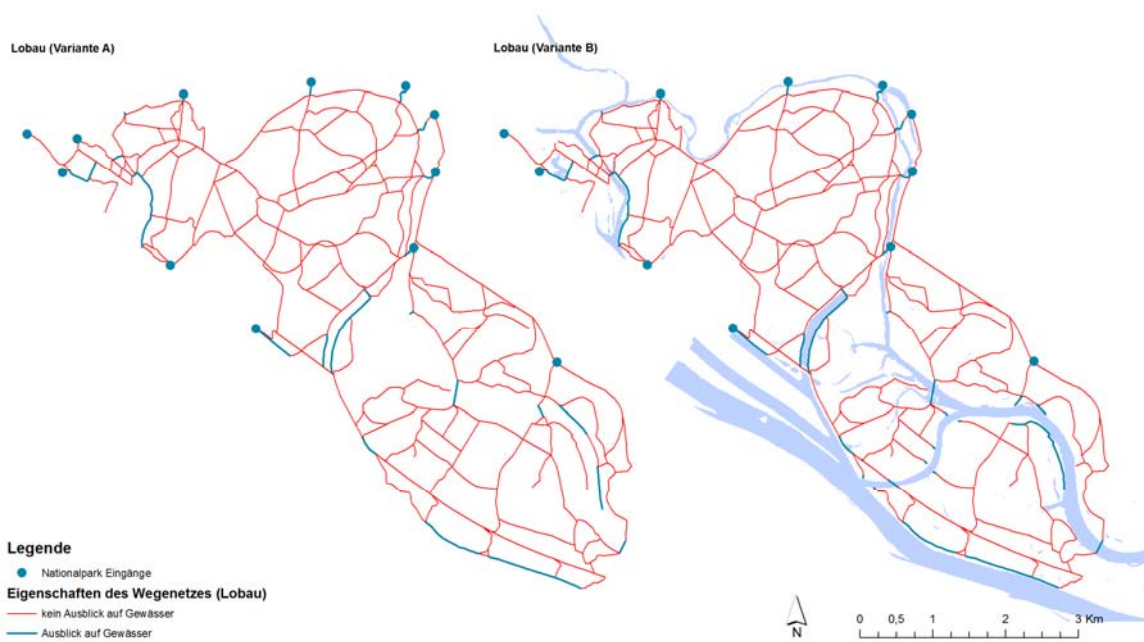 Lobau (Variante A)
Lobau (Variante B)
Legende
Nationalpark Eingänge
Eigenschaften des Wegenetzes (Lobau)
kein Ausblick auf Gewässer
Ausblick auf Gewässer
N
0 0,5 1 2 3 Km